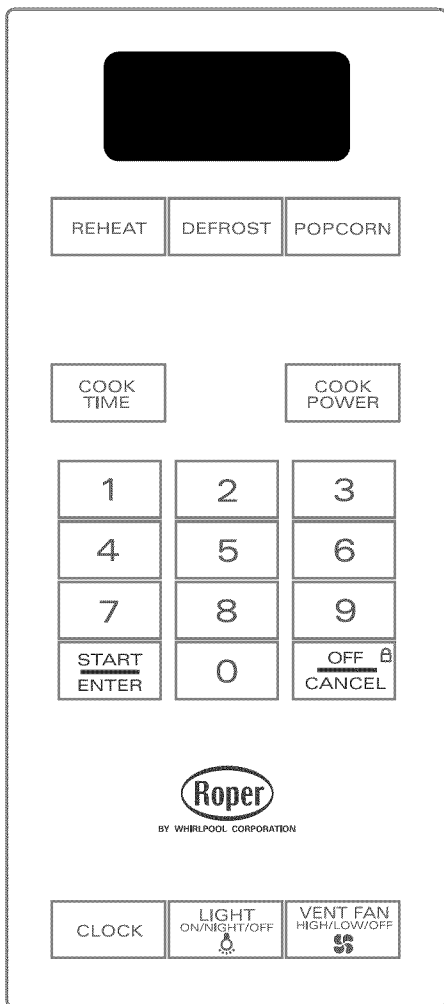 REHEAT DEFROST POPCORN
COOK TIME
COOK POWER
1 2 3
4 5 6
7 8 9
START ENTER
0
OFF CANCEL
Roper
BY WHIRLPOOL CORPORATION
CLOCK
LIGHT
ON/NIGHT/OFF
VENT FAN
HIGH/LOW/OFF